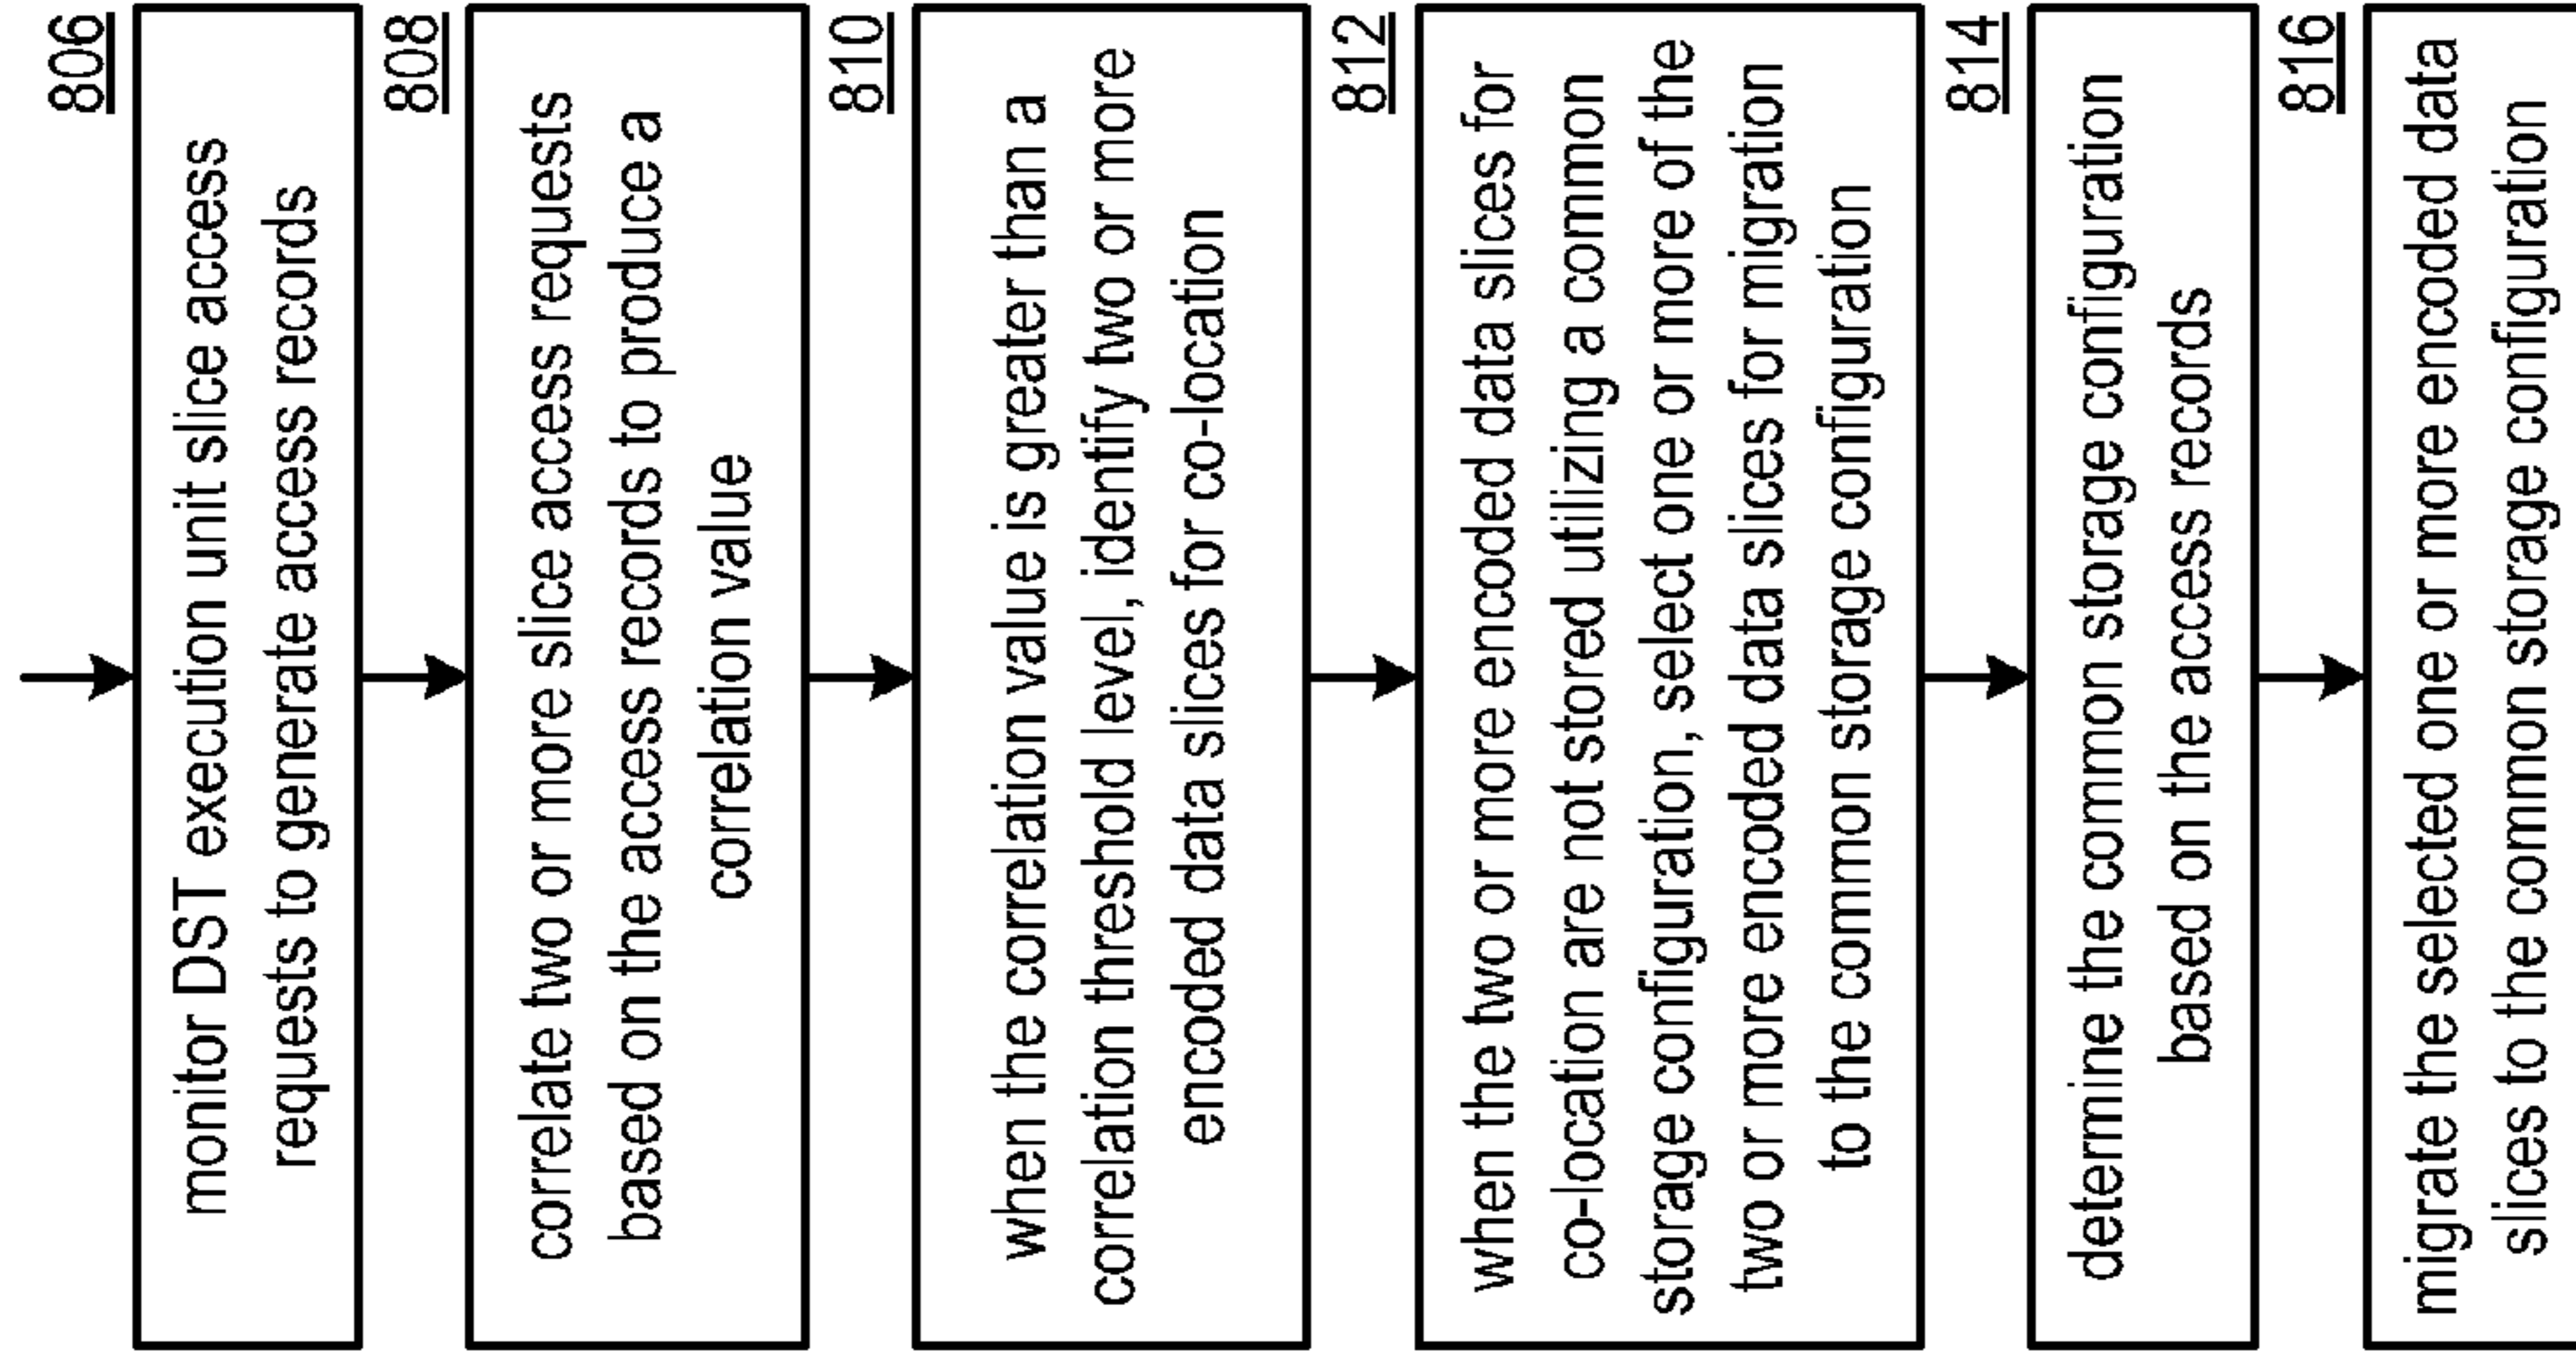 806
monitor DST execution unit slice access
requests to generate access records
808
correlate two or more slice access requests
based on the access records to produce a
correlation value
810
when the correlation value is greater than a
correlation threshold level, identify two or more
encoded data slices for co-location
812
when the two or more encoded data slices for
co-location are not stored utilizing a common
storage configuration, select one or more of the
two or more encoded data slices for migration
to the common storage configuration
814
determine the common storage configuration
based on the access records
816
migrate the selected one or more encoded data
slices to the common storage configuration